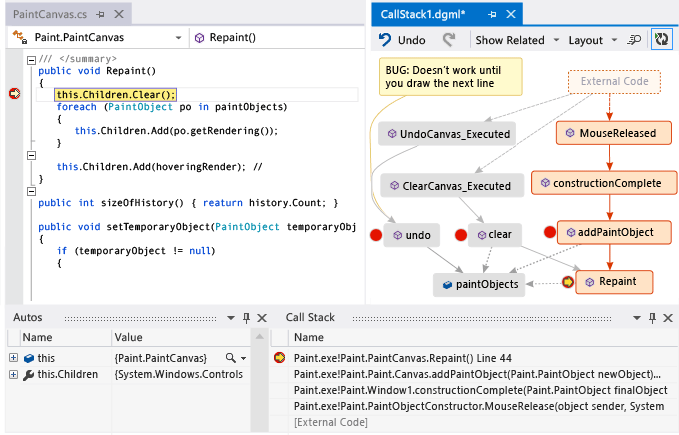 PaintCanvas.cs
Paint.PaintCanvas
Repaint()
/// </summary>
public void Repaint()
{
this.Children.Clear();
foreach (PaintObject po in paintObjects)
{
this.Children.Add(po.getRendering());
}
this.Children.Add(hoveringRender); //
}
public int sizeOfHistory() { reaturn history.Count; }
public void setTemporaryObject(PaintObject temporaryObj
{
if (temporaryObject != null)
{
CallStack1.dgml*
Undo
Show Related
Layout
BUG: Doesn't work until
you draw the next line
External Code
UndoCanvas_Executed
MouseReleased
ClearCanvas_Executed
constructionComplete
undo
clear
addPaintObject
paintObjects
Repaint
Autos
Name Value
this {Paint.PaintCanvas}
this.Children {System.Windows.Controls
Call Stack
Name
Paint.exe!Paint.PaintCanvas.Repaint() Line 44
Paint.exe!Paint.Canvas.addPaintObject(Paint.PaintObject newObject)...
Paint.exe!Paint.Window1.constructionComplete(Paint.PaintObject finalObject
Paint.exe!Paint.PaintObjectConstructor.MouseRelease(object sender, System
[External Code]